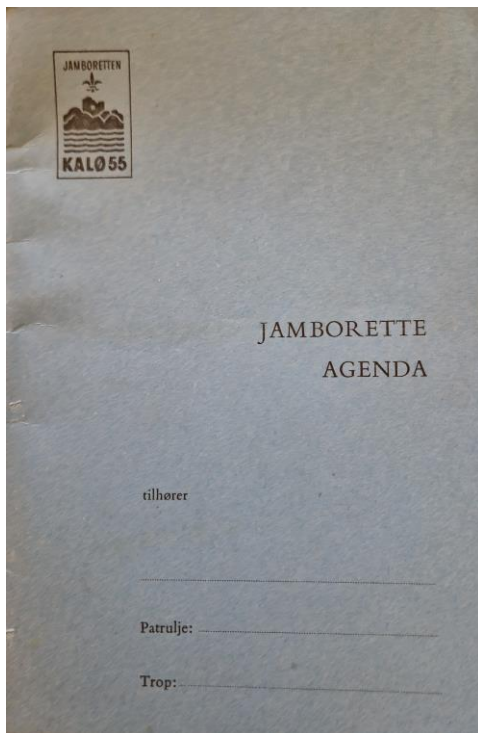 JAMBORETTEN
KALØ 55
JAMBORETTE
AGENDA
tilhører
Patrulje:
Trop: